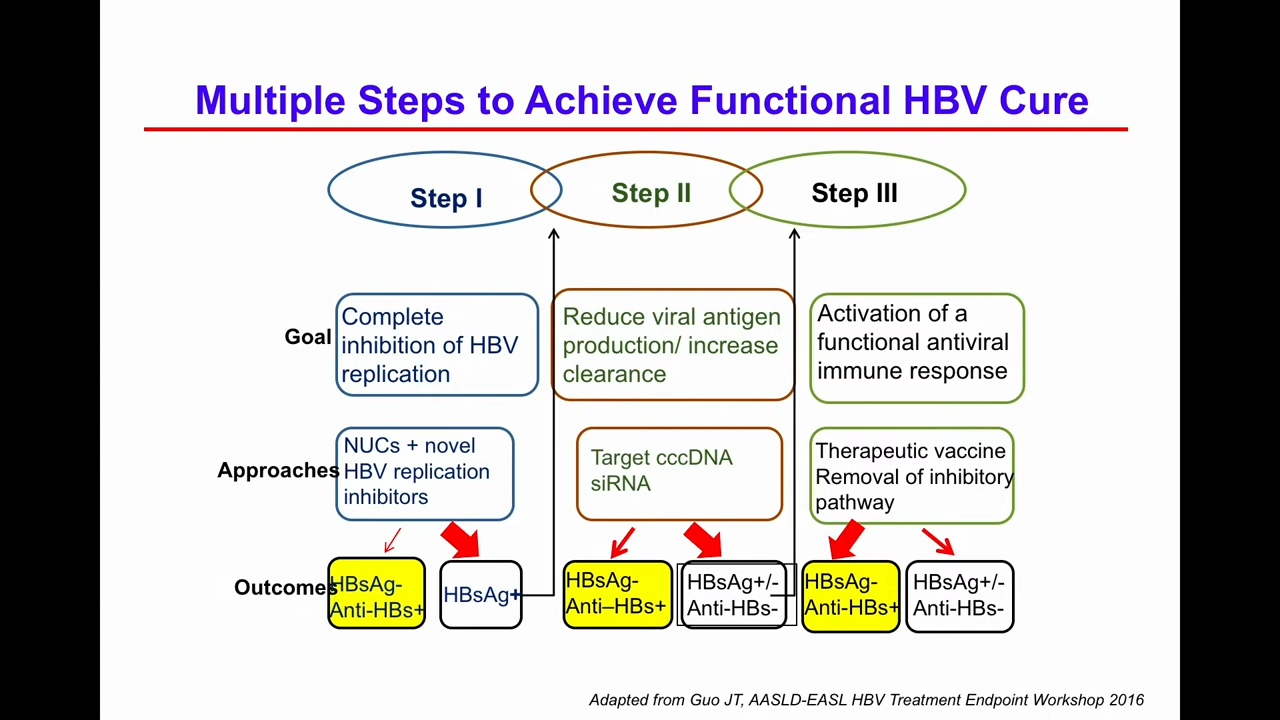 Multiple Steps to Achieve Functional HBV Cure
Step I
Step II
Step III
Goal
Complete
inhibition of HBV
replication
Reduce viral antigen
production/ increase
clearance
Activation of a
functional antiviral
immune response
Approaches
NUCs + novel
HBV replication
inhibitors
Target cccDNA
siRNA
Therapeutic vaccine
Removal of inhibitory
pathway
Outcomes
HBsAg-
Anti-HBs+
HBsAg+
HBsAg-
Anti–HBs+
HBsAg+/-
Anti-HBs-
HBsAg-
Anti-HBs+
HBsAg+/-
Anti-HBs-
Adapted from Guo JT, AASLD-EASL HBV Treatment Endpoint Workshop 2016